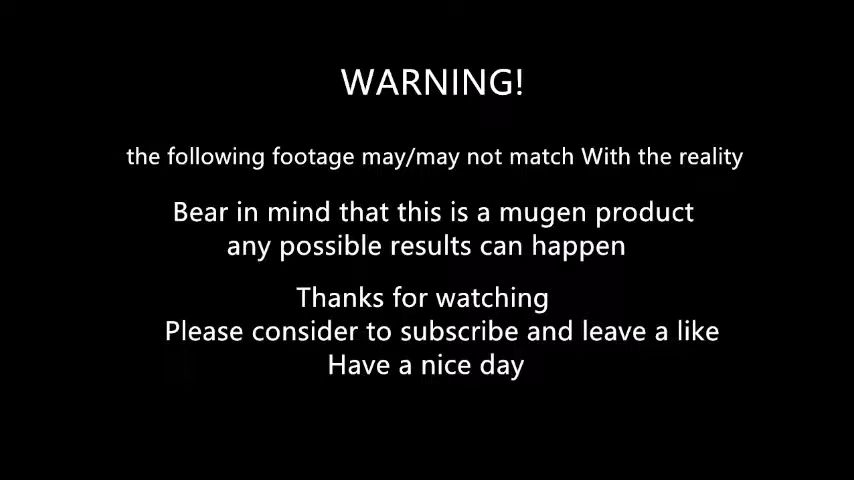 WARNING!
the following footage may/may not match With the reality
Bear in mind that this is a mugen product
any possible results can happen
Thanks for watching
Please consider to subscribe and leave a like
Have a nice day